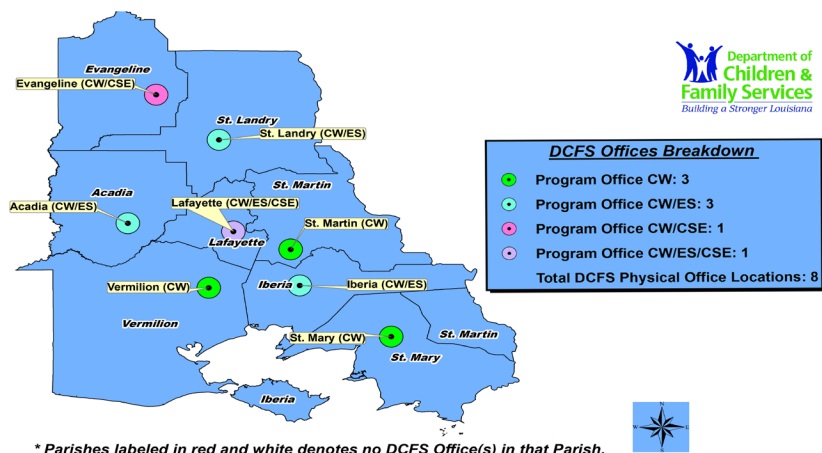 Evangeline
Evangeline (CW/CSE)
St. Landry
St. Landry (CW/ES)
Acadia
Acadia (CW/ES)
Lafayette (CW/ES/CSE)
Lafayette
St. Martin
St. Martin (CW)
Vermilion (CW)
Vermilion
Iberia
Iberia (CW/ES)
St. Mary (CW)
St. Mary
St. Martin
Iberia
Department of
Children &
Family Services
Building a Stronger Louisiana
DCFS Offices Breakdown
Program Office CW: 3
Program Office CW/ES: 3
Program Office CW/CSE: 1
Program Office CW/ES/CSE: 1
Total DCFS Physical Office Locations: 8
N
W E
S
* Parishes labeled in red and white denotes no DCFS Office(s) in that Parish.